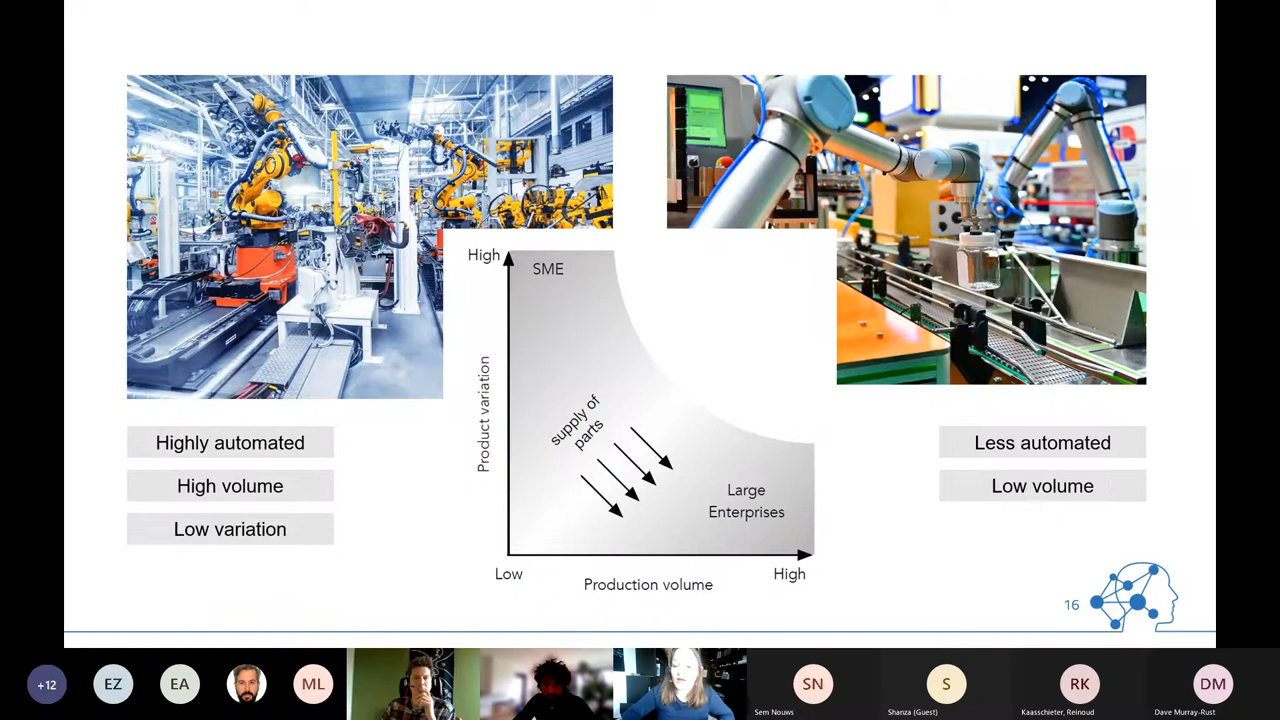 High
SME
Product variation
supply of
parts
Large
Enterprises
Low
Production volume
High
Highly automated
High volume
Low variation
Less automated
Low volume
16
+12
EZ
EA
ML
SN
Sem Nouws
S
Shanza (Guest)
RK
Kaasschieter, Reinoud
DM
Dave Murray-Rust